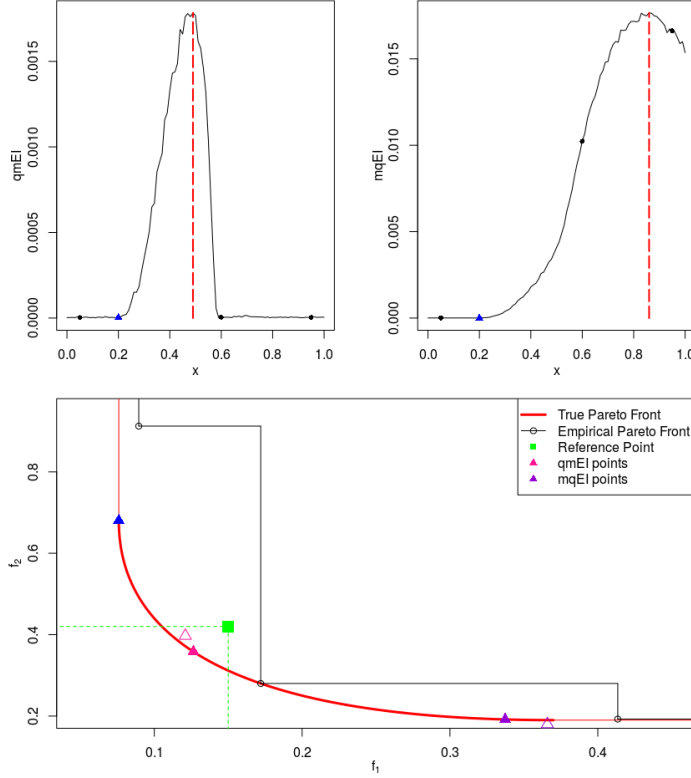 qmEI
0.0000
0.0005
0.0010
0.0015
0.0
0.2
0.4
0.6
0.8
1.0
x
mqEI
0.000
0.005
0.010
0.015
0.0
0.2
0.4
0.6
0.8
1.0
x
True Pareto Front
Empirical Pareto Front
Reference Point
qmEI points
mqEI points
f2
0.2
0.4
0.6
0.8
0.1
0.2
0.3
0.4
f1